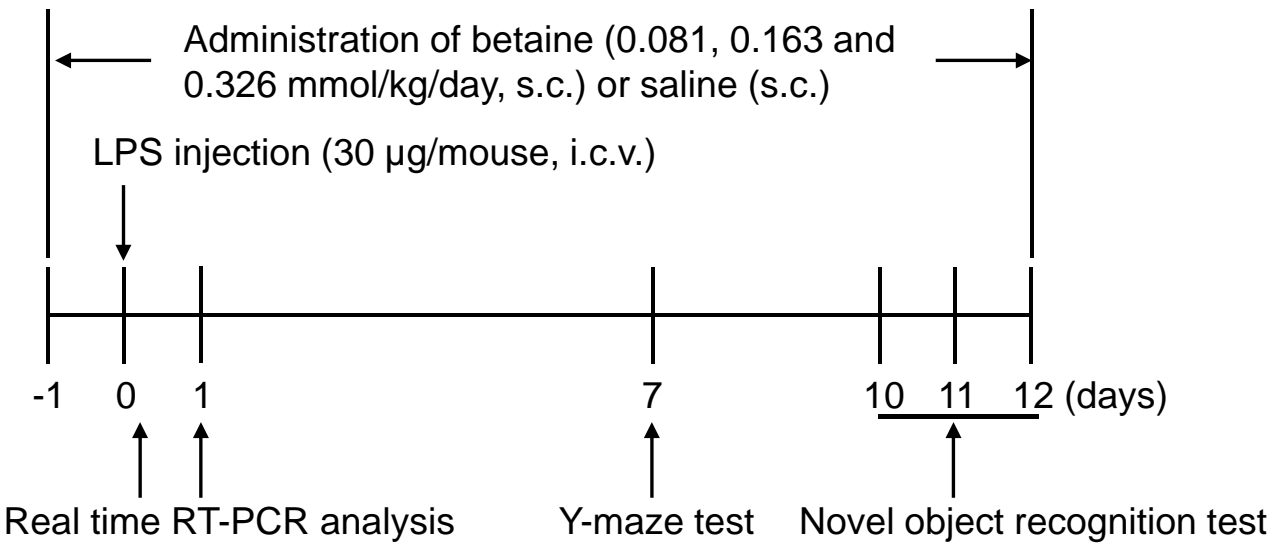 Administration of betaine (0.081, 0.163 and
0.326 mmol/kg/day, s.c.) or saline (s.c.)
LPS injection (30 µg/mouse, i.c.v.)
-1 0 1 7 10 11 12 (days)
Real time RT-PCR analysis Y-maze test Novel object recognition test